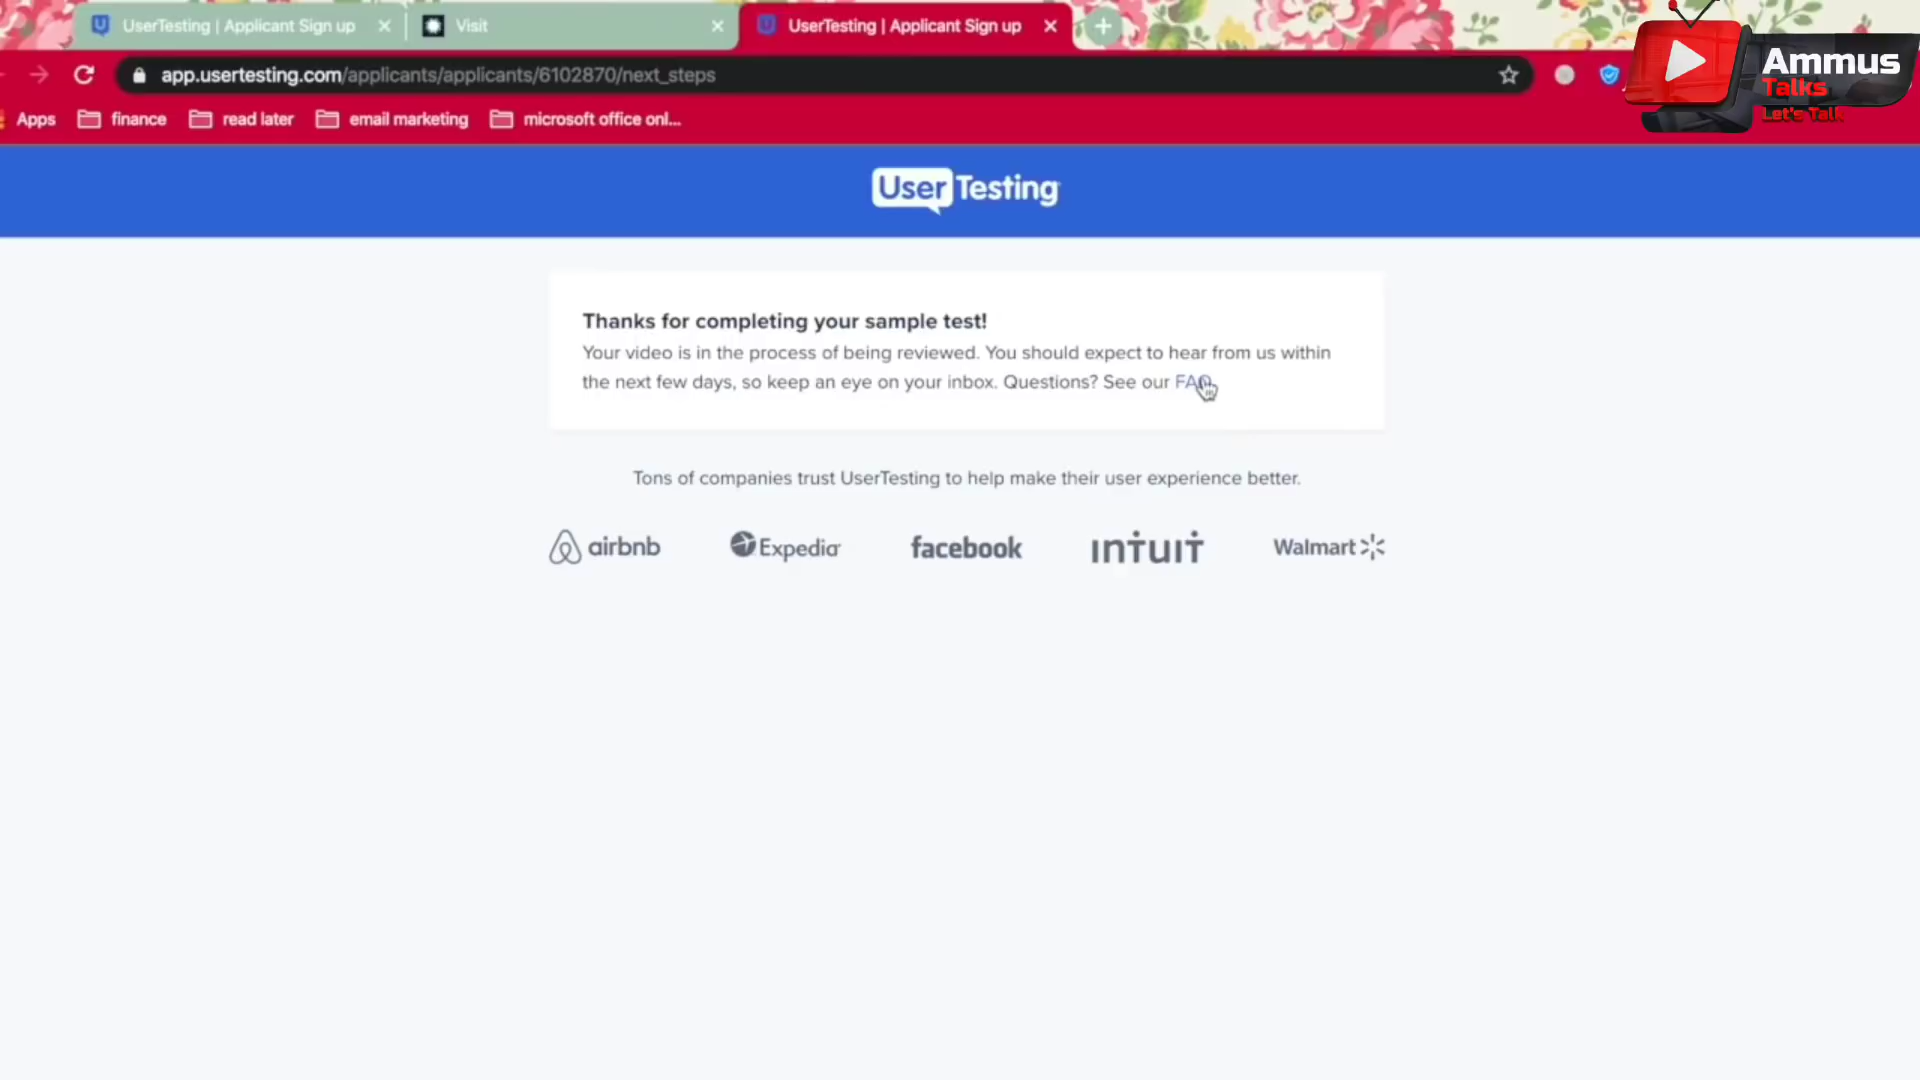 UserTesting | Applicant Sign up
Visit
UserTesting | Applicant Sign up
app.usertesting.com/applicants/applicants/6102870/next_steps
Apps finance read later email marketing microsoft office onl...
Ammus
Talks
Let's Talk
UserTesting
Thanks for completing your sample test!
Your video is in the process of being reviewed. You should expect to hear from us within
the next few days, so keep an eye on your inbox. Questions? See our FAQ.
Tons of companies trust UserTesting to help make their user experience better.
airbnb Expedia facebook intuit Walmart